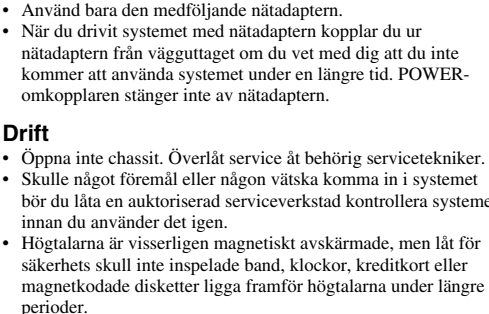 • Använd bara den medföljande nätadaptern.
• När du drivit systemet med nätadaptern kopplar du ur
nätadaptern från vägguttaget om du vet med dig att du inte
kommer att använda systemet under en längre tid. POWER-
omkopplaren stänger inte av nätadaptern.
Drift
• Öppna inte chassit. Överlåt service åt behörig servicetekniker.
• Skulle något föremål eller någon vätska komma in i systemet
bör du låta en auktoriserad serviceverkstad kontrollera systeme
innan du använder det igen.
• Högtalarna är visserligen magnetiskt avskärmade, men låt för
säkerhets skull inte inspelade band, klockor, kreditkort eller
magnetkodade disketter ligga framför högtalarna under längre
perioder.